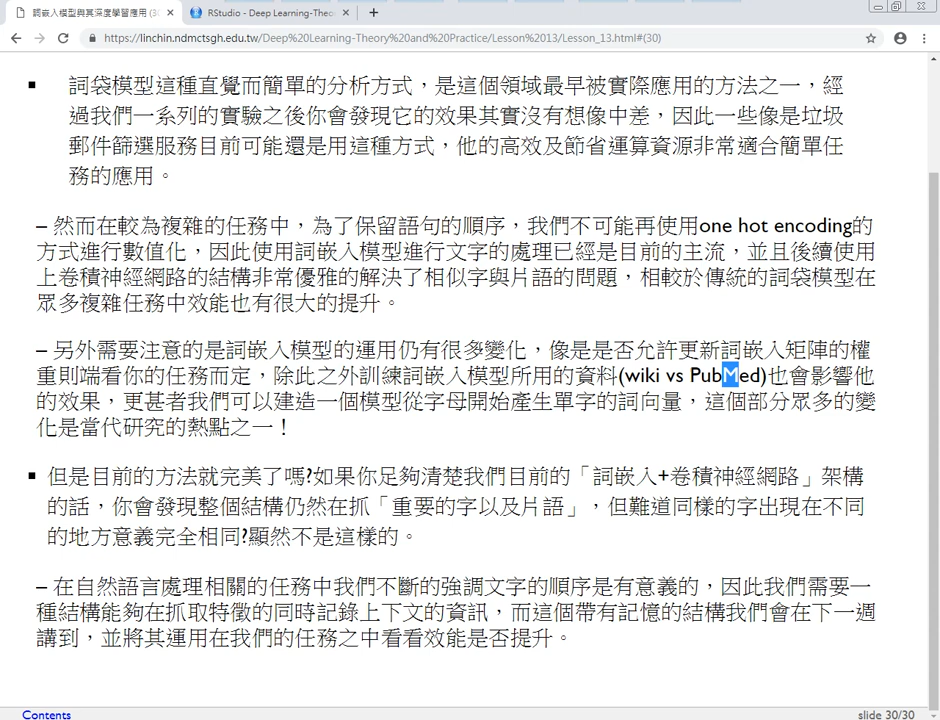 詞嵌入模型與其深度學習應用 (30
RStudio - Deep Learning-Theo
https://linchin.ndmctsgh.edu.tw/Deep%20Learning-Theory%20and%20Practice/Lesson%2013/Lesson_13.html#(30)
▪ 詞袋模型這種直覺而簡單的分析方式，是這個領域最早被實際應用的方法之一，經
過我們一系列的實驗之後你會發現它的效果其實沒有想像中差，因此一些像是垃圾
郵件篩選服務目前可能還是用這種方式，他的高效及節省運算資源非常適合簡單任
務的應用。
– 然而在較為複雜的任務中，為了保留語句的順序，我們不可能再使用one hot encoding的
方式進行數值化，因此使用詞嵌入模型進行文字的處理已經是目前的主流，並且後續使用
上卷積神經網路的結構非常優雅的解決了相似字與片語的問題，相較於傳統的詞袋模型在
眾多複雜任務中效能也有很大的提升。
– 另外需要注意的是詞嵌入模型的運用仍有很多變化，像是是否允許更新詞嵌入矩陣的權
重則端看你的任務而定，除此之外訓練詞嵌入模型所用的資料(wiki vs PubMed)也會影響他
的效果，更甚者我們可以建造一個模型從字母開始產生單字的詞向量，這個部分眾多的變
化是當代研究的熱點之一！
▪ 但是目前的方法就完美了嗎?如果你足夠清楚我們目前的「詞嵌入+卷積神經網路」架構
的話，你會發現整個結構仍然在抓「重要的字以及片語」，但難道同樣的字出現在不同
的地方意義完全相同?顯然不是這樣的。
– 在自然語言處理相關的任務中我們不斷的強調文字的順序是有意義的，因此我們需要一
種結構能夠在抓取特徵的同時記錄上下文的資訊，而這個帶有記憶的結構我們會在下一週
講到，並將其運用在我們的任務之中看看效能是否提升。
Contents
slide 30/30